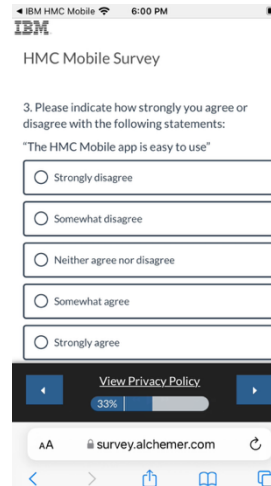 ◄ IBM HMC Mobile 6:00 PM
IBM
HMC Mobile Survey
3. Please indicate how strongly you agree or
disagree with the following statements:
"The HMC Mobile app is easy to use"
Strongly disagree
Somewhat disagree
Neither agree nor disagree
Somewhat agree
Strongly agree
View Privacy Policy
33%
AA survey.alchemer.com